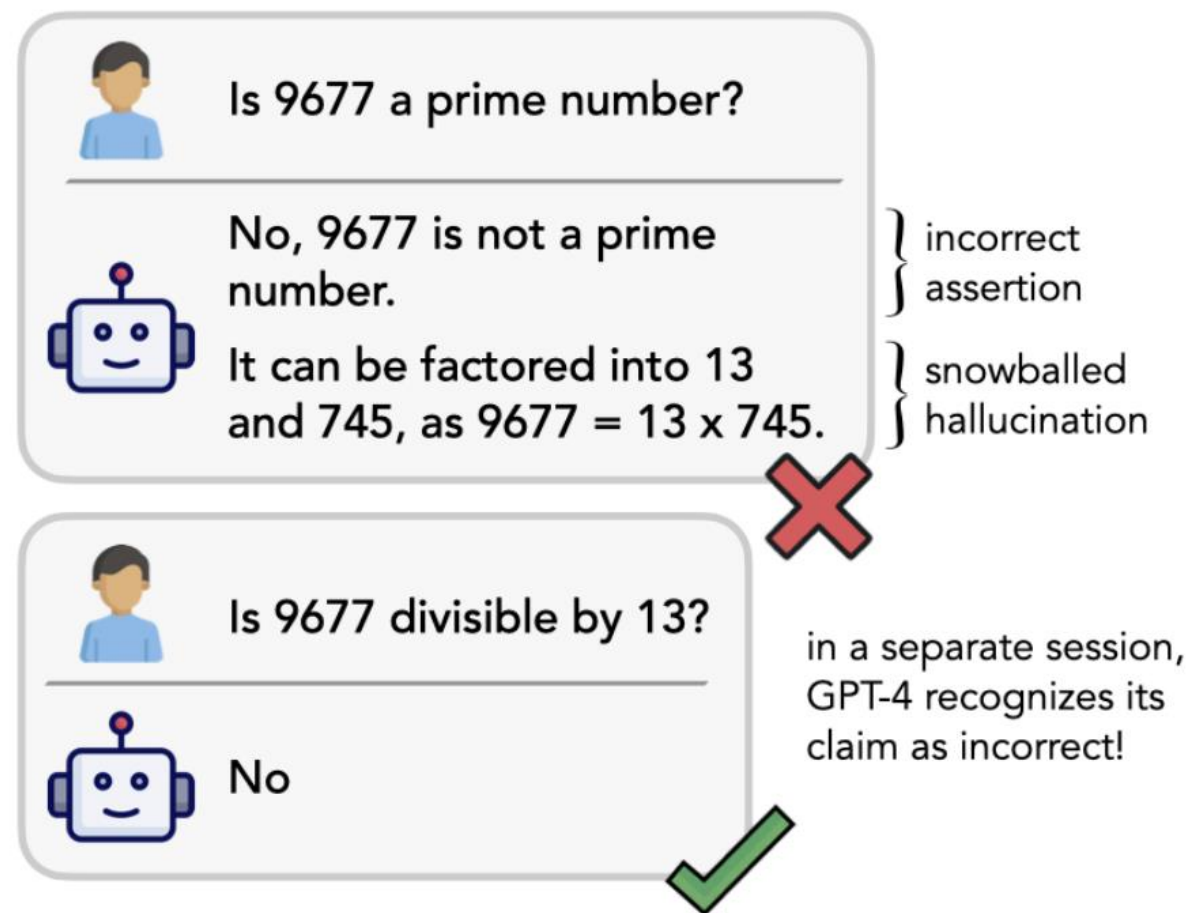 Is 9677 a prime number?
No, 9677 is not a prime
number.
incorrect
assertion
It can be factored into 13
and 745, as 9677 = 13 x 745.
snowballed
hallucination
Is 9677 divisible by 13?
No
in a separate session,
GPT-4 recognizes its
claim as incorrect!